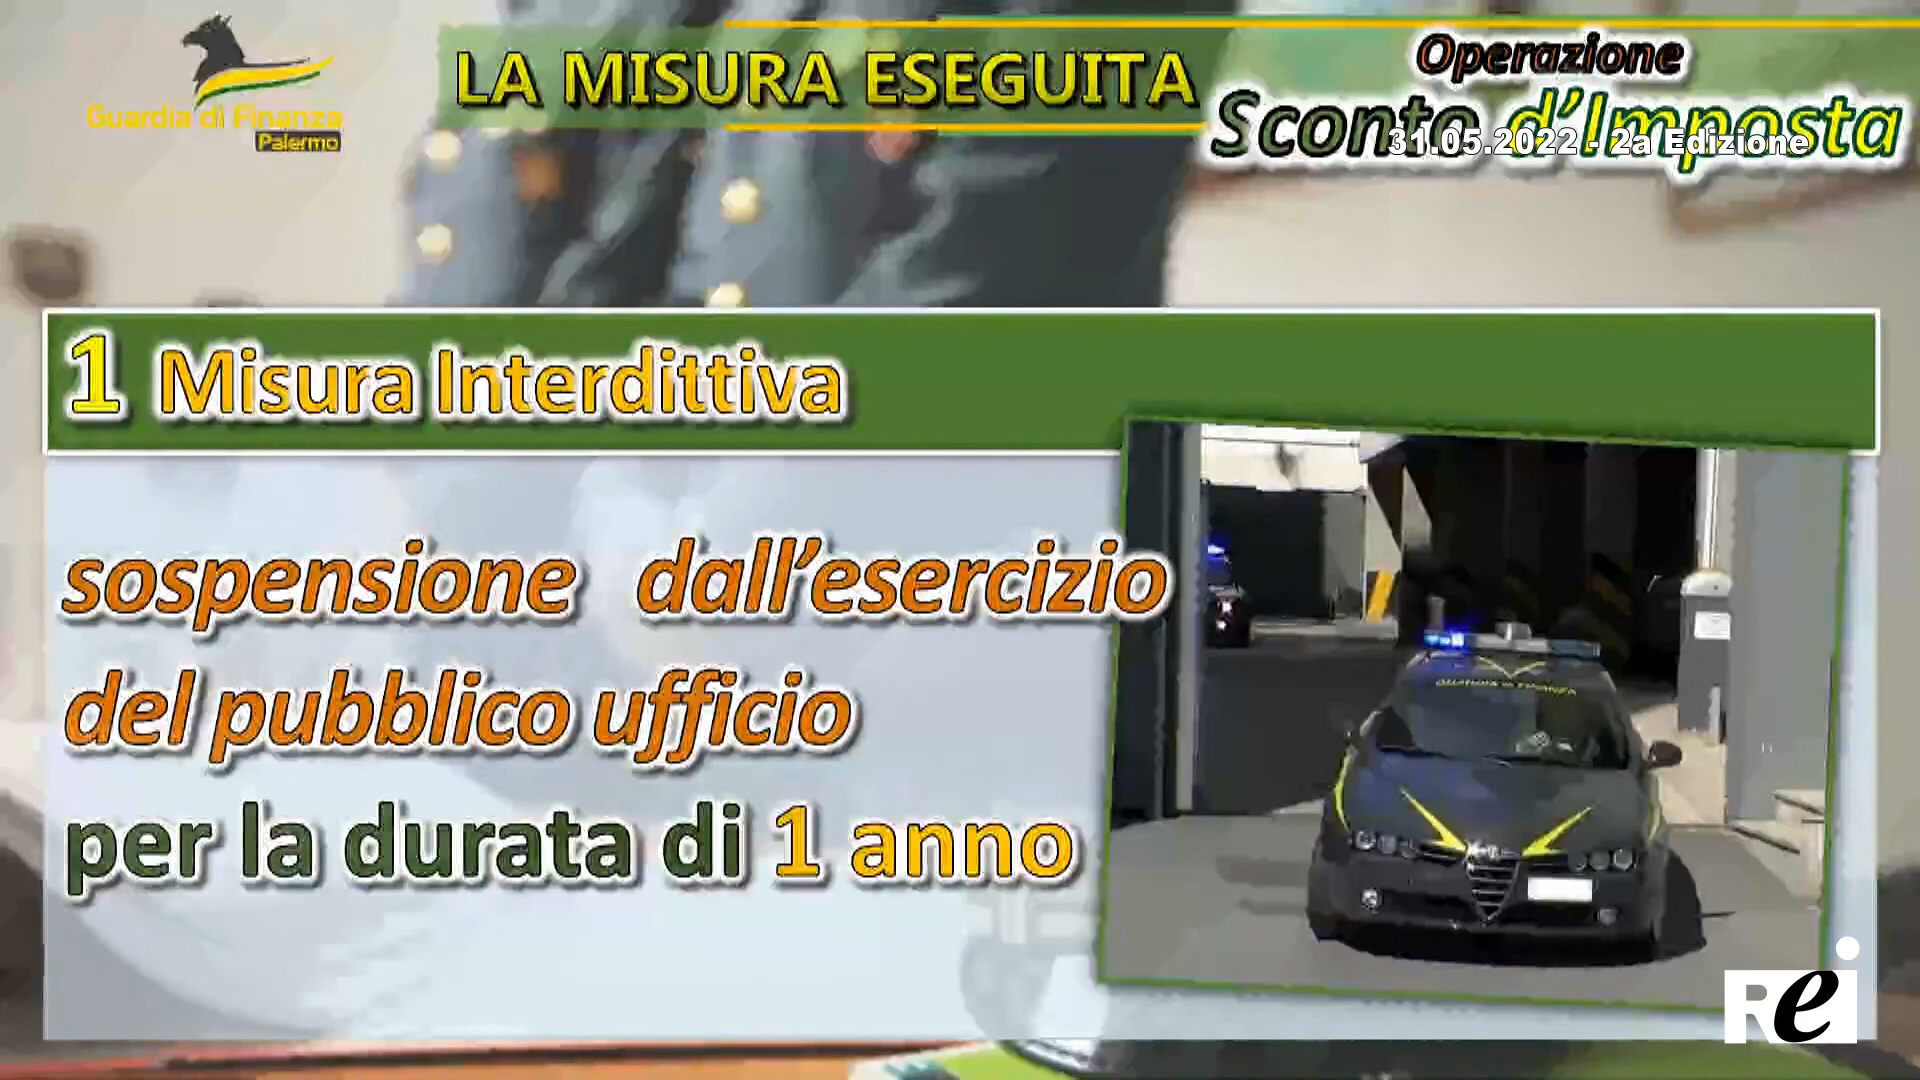 Guardia di Finanza
Palermo
LA MISURA ESEGUITA
Operazione
Sconto d'Imposta
31.05.2022 - 2a Edizione
1 Misura Interdittiva
sospensione dall'esercizio
del pubblico ufficio
per la durata di 1 anno
GUARDIA DI FINANZA
Rei